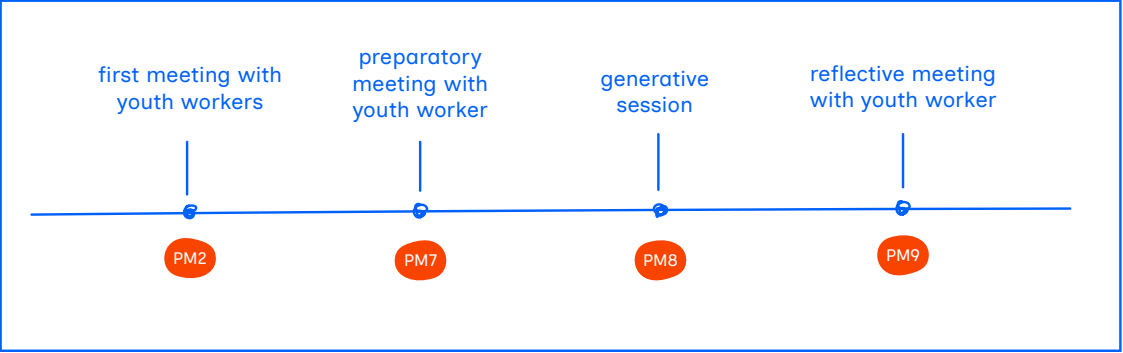 first meeting with
youth workers
preparatory
meeting with
youth worker
generative
session
reflective meeting
with youth worker
PM2
PM7
PM8
PM9